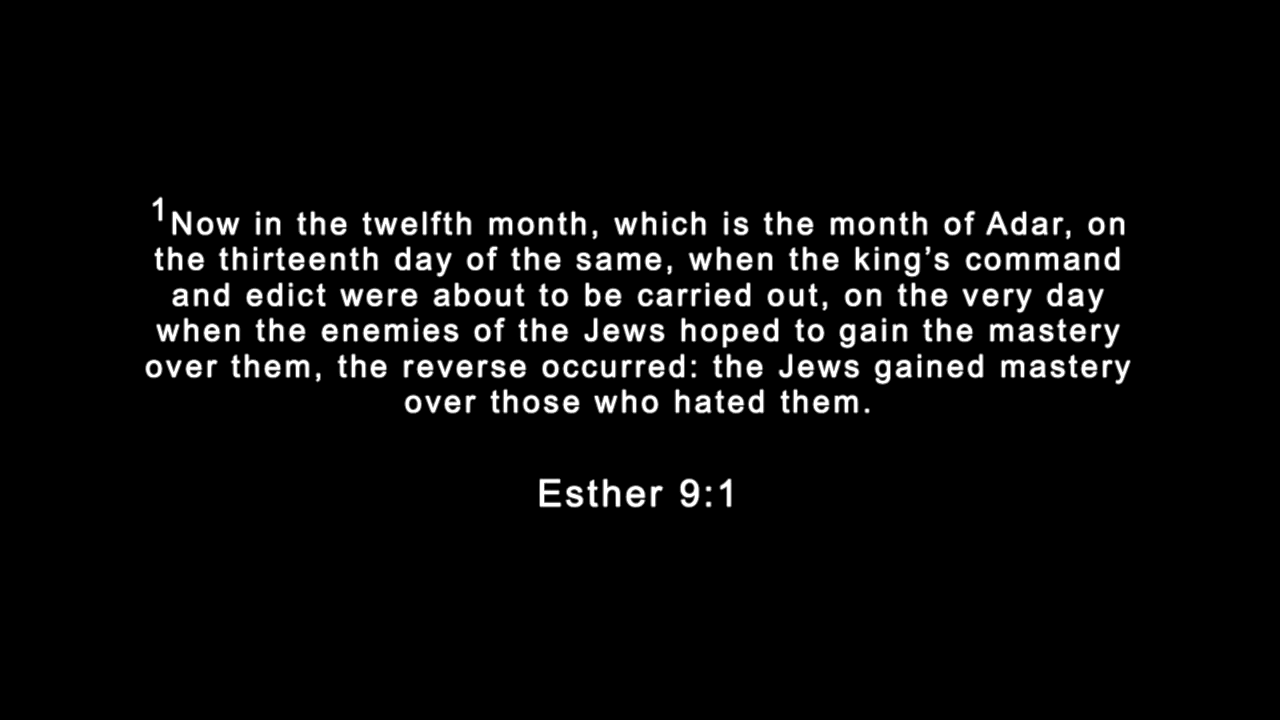 ¹Now in the twelfth month, which is the month of Adar, on
the thirteenth day of the same, when the king’s command
and edict were about to be carried out, on the very day
when the enemies of the Jews hoped to gain the mastery
over them, the reverse occurred: the Jews gained mastery
over those who hated them.
Esther 9:1